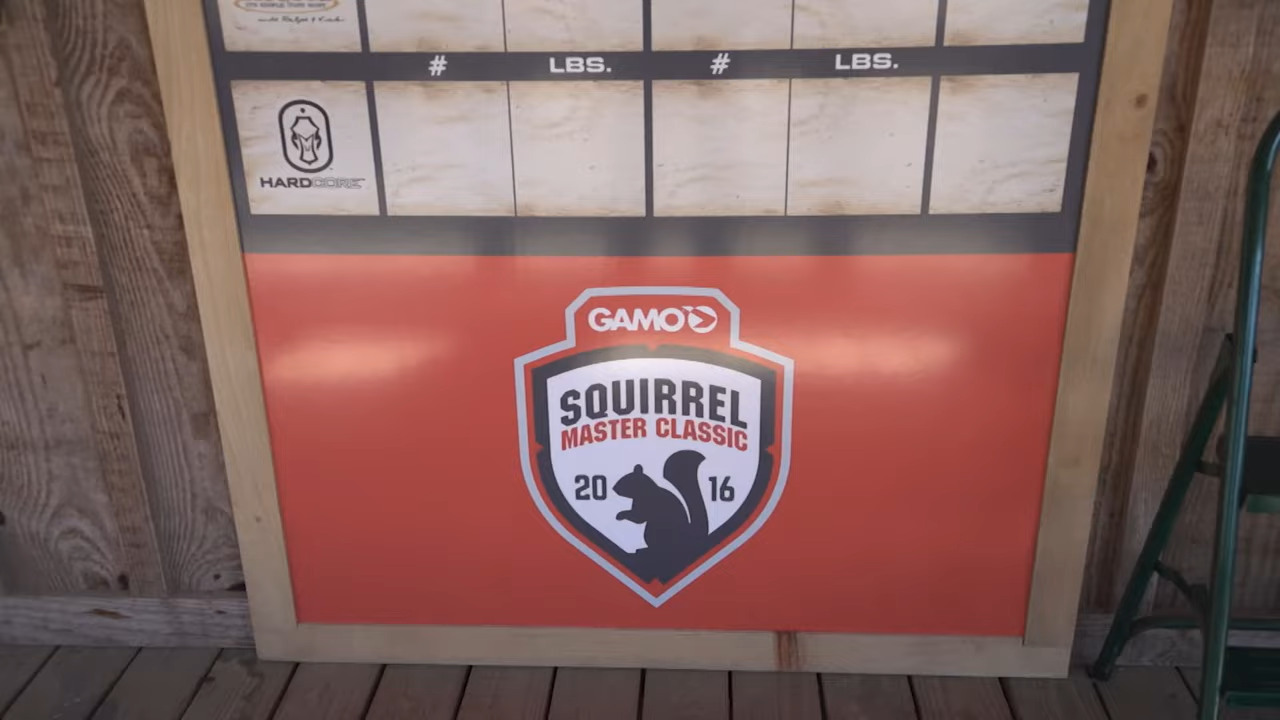 # LBS. # LBS.
HARDCORE
GAMO
SQUIRREL
MASTER CLASSIC
20 16